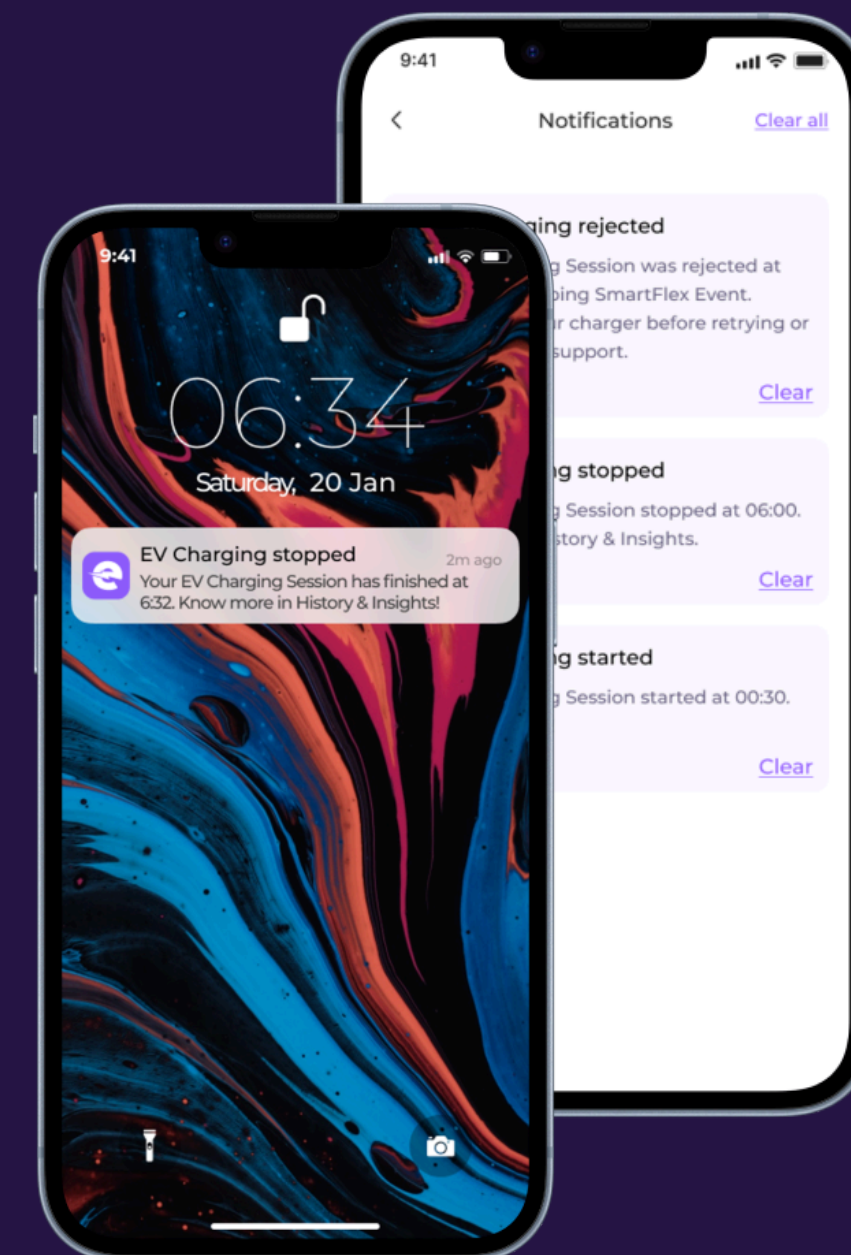 9:41
Notifications
Clear all
rejected
Session was rejected at
SmartFlex Event.
charger before retrying or
support.
Clear
stopped
Session stopped at 06:00.
& Insights.
Clear
started
Session started at 00:30.
Clear
9:41
06:34
Saturday, 20 Jan
EV Charging stopped
2m ago
Your EV Charging Session has finished at
6:32. Know more in History & Insights!